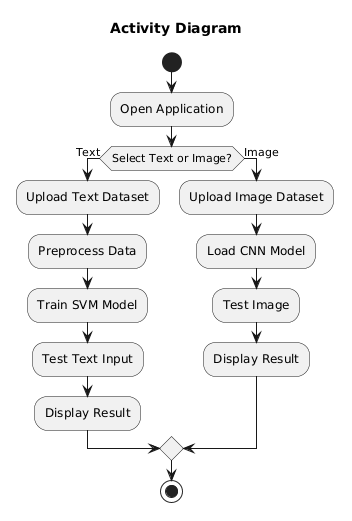 Activity Diagram
Open Application
Select Text or Image?
Text
Image
Upload Text Dataset
Preprocess Data
Train SVM Model
Test Text Input
Display Result
Upload Image Dataset
Load CNN Model
Test Image
Display Result